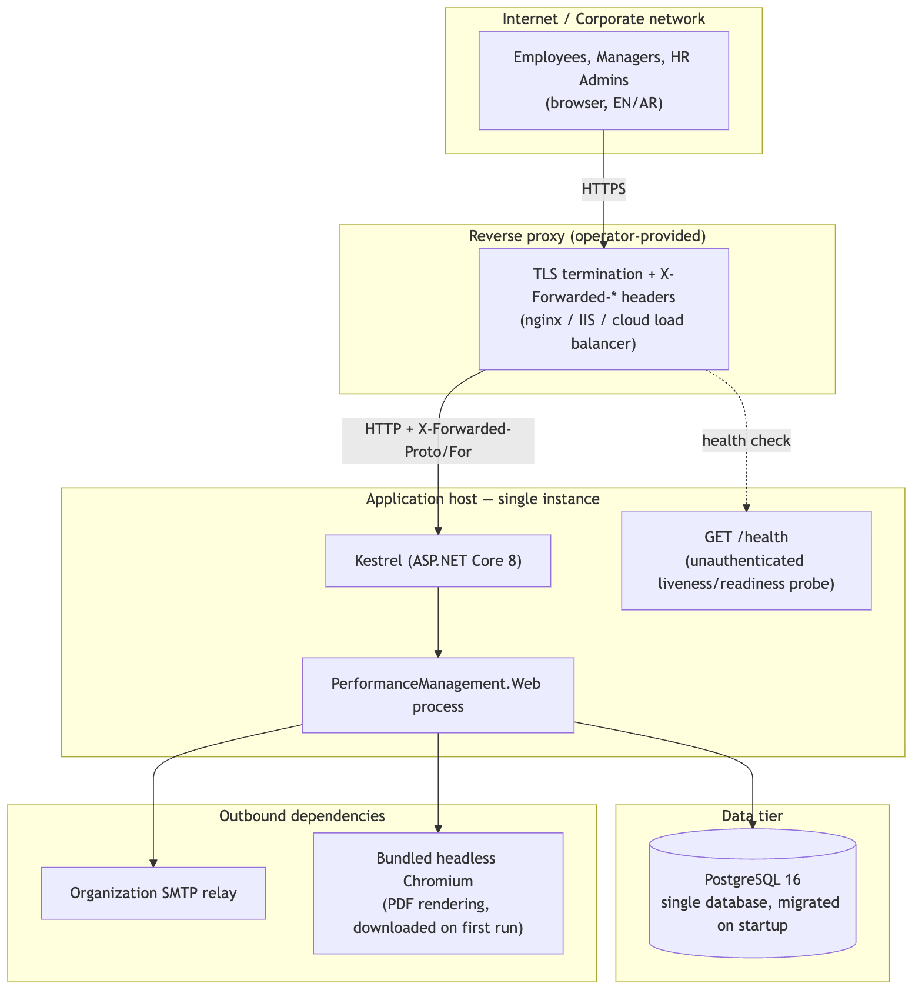 Internet / Corporate network
Employees, Managers, HR
Admins
(browser, EN/AR)
HTTPS
Reverse proxy (operator-provided)
TLS termination + X-
Forwarded-* headers
(nginx / IIS / cloud load
balancer)
HTTP + X-Forwarded-
Proto/For
health check
Application host — single instance
Kestrel (ASP.NET Core 8)
GET /health
(unauthenticated
liveness/readiness probe)
PerformanceManagement.Web
process
Outbound dependencies
Organization SMTP relay
Bundled headless
Chromium
(PDF rendering,
downloaded on first run)
Data tier
PostgreSQL 16
single database, migrated
on startup